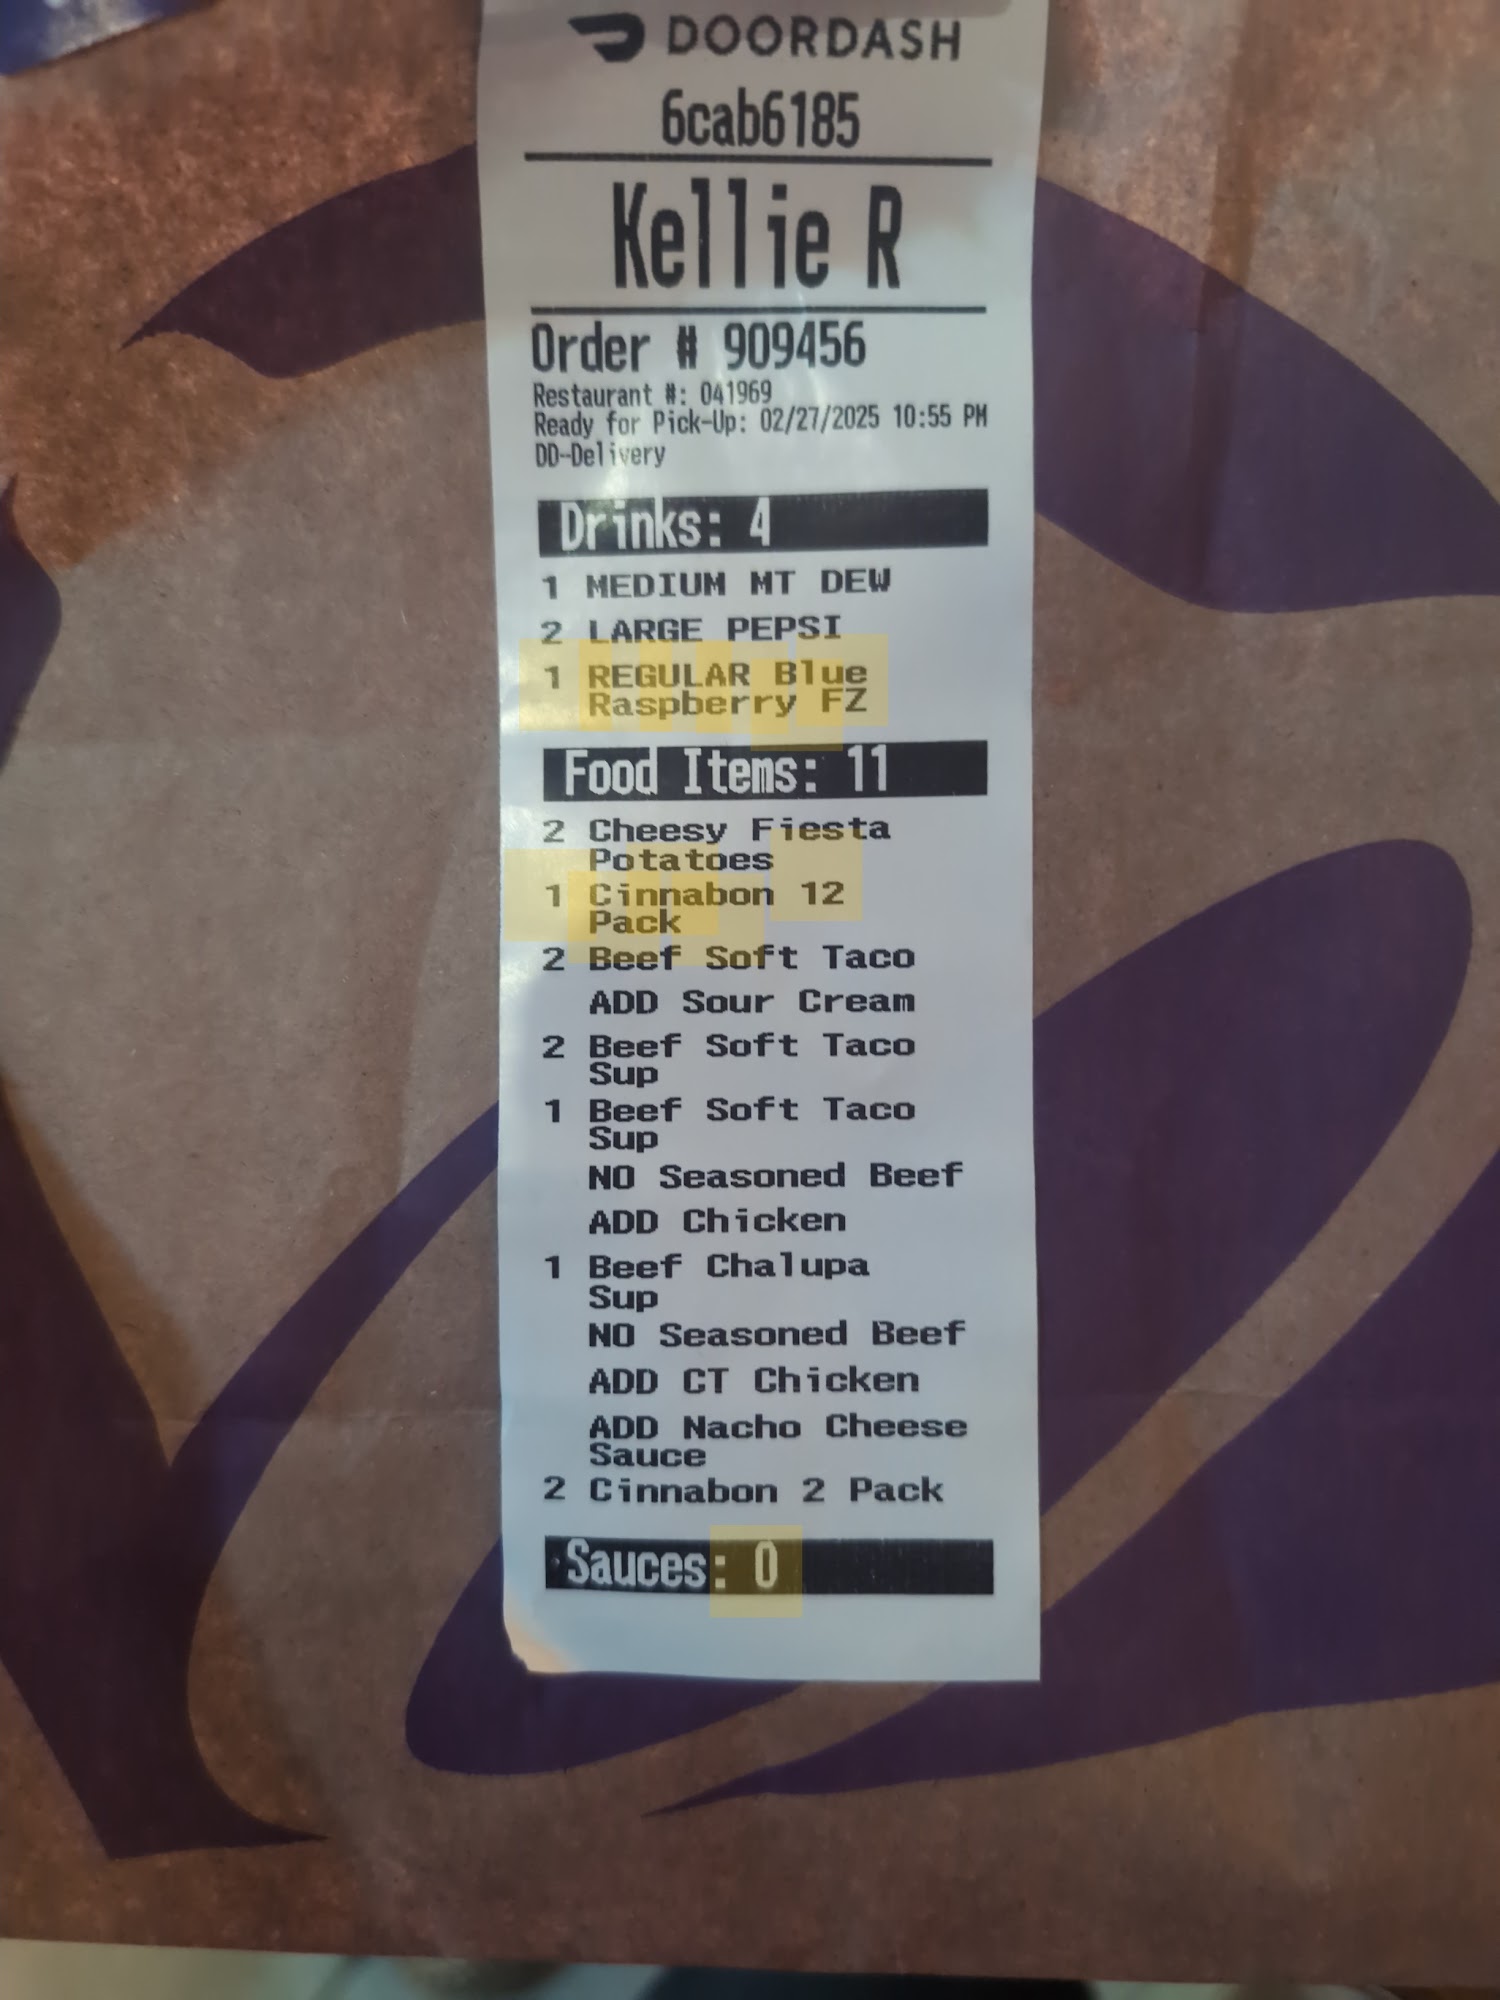 DOORDASH
6cab6185
Kellie R
Order # 909456
Restaurant #: 041969
Ready for Pick-Up: 02/27/2025 10:55 PM
DD-Delivery
Drinks: 4
1 MEDIUM MT DEW
2 LARGE PEPSI
1 REGULAR Blue
Raspberry FZ
Food Items: 11
2 Cheesy Fiesta
Potatoes
1 Cinnabon 12
Pack
2 Beef Soft Taco
ADD Sour Cream
2 Beef Soft Taco
Sup
1 Beef Soft Taco
Sup
NO Seasoned Beef
ADD Chicken
1 Beef Chalupa
Sup
NO Seasoned Beef
ADD CT Chicken
ADD Nacho Cheese
Sauce
2 Cinnabon 2 Pack
Sauces: 0